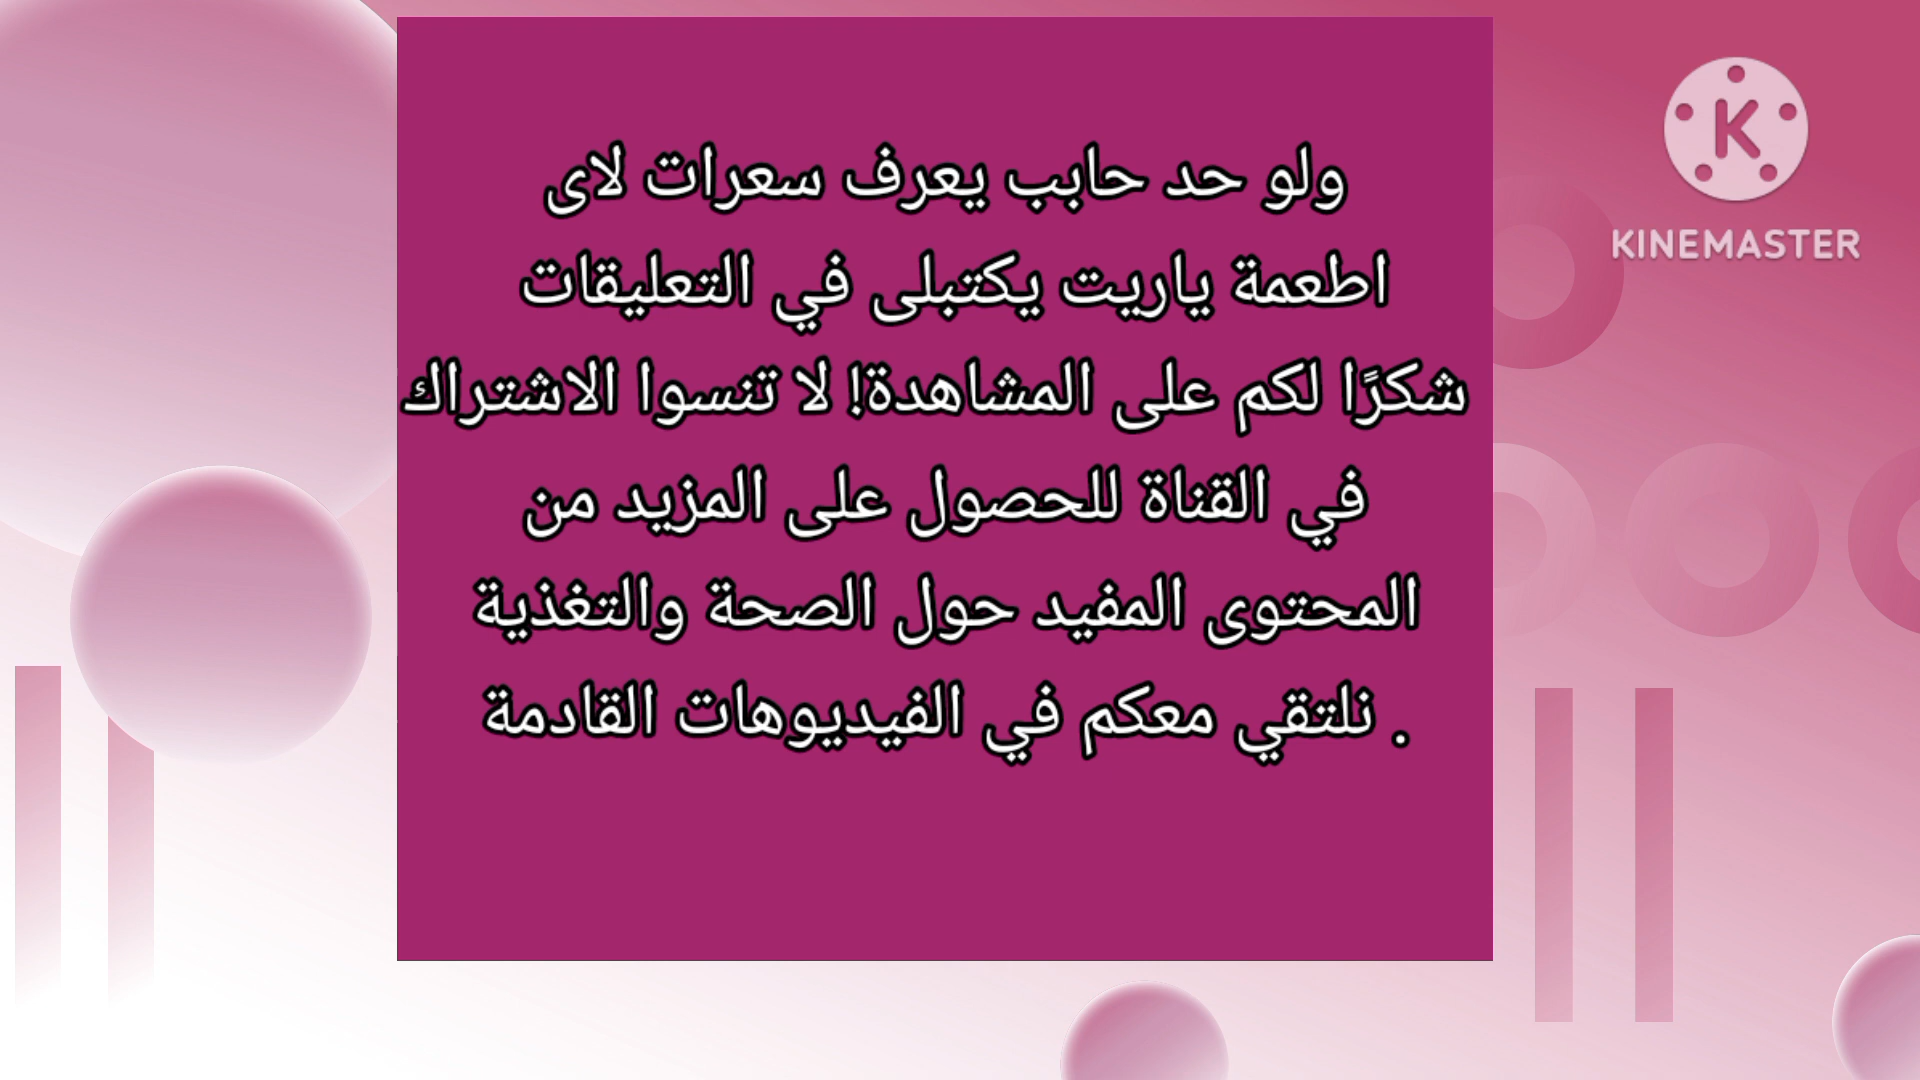 ولو حد حابب يعرف سعرات لاى
اطعمة ياريت يكتبلى في التعليقات
شكرًا لكم على المشاهدة! لا تنسوا الاشتراك
في القناة للحصول على المزيد من
المحتوى المفيد حول الصحة والتغذية
. نلتقي معكم في الفيديوهات القادمة
K
KINEMASTER